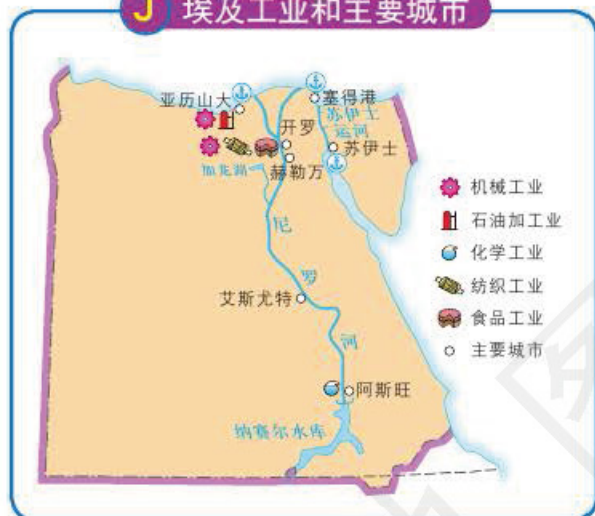 J 埃及工业和主要城市
亚历山大
塞得港
苏伊士
运河
开罗
苏伊士
赫勒万
加龙湖
尼
罗
河
艾斯尤特
阿斯旺
纳赛尔水库
机械工业
石油加工业
化学工业
纺织工业
食品工业
主要城市